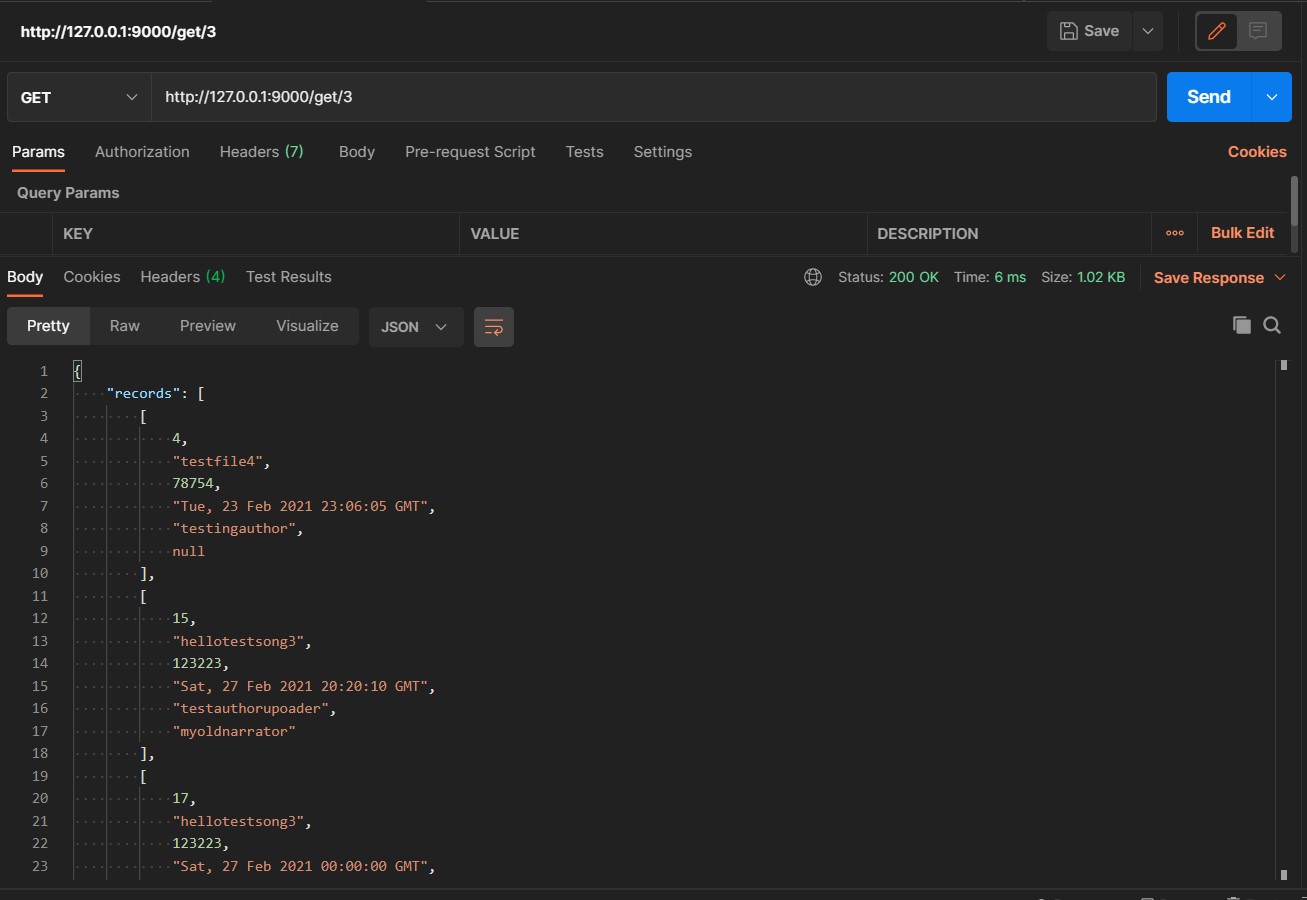 http://127.0.0.1:9000/get/3
Save
GET
http://127.0.0.1:9000/get/3
Send
Params Authorization Headers (7) Body Pre-request Script Tests Settings Cookies
Query Params
KEY VALUE DESCRIPTION Bulk Edit
Body Cookies Headers (4) Test Results Status: 200 OK Time: 6 ms Size: 1.02 KB Save Response
Pretty Raw Preview Visualize JSON
1 {
2 "records": [
3 [
4 4,
5 "testfile4",
6 78754,
7 "Tue, 23 Feb 2021 23:06:05 GMT",
8 "testingauthor",
9 null
10 ],
11 [
12 15,
13 "hellotestsong3",
14 123223,
15 "Sat, 27 Feb 2021 20:20:10 GMT",
16 "testauthorupoader",
17 "myoldnarrator"
18 ],
19 [
20 17,
21 "hellotestsong3",
22 123223,
23 "Sat, 27 Feb 2021 00:00:00 GMT",